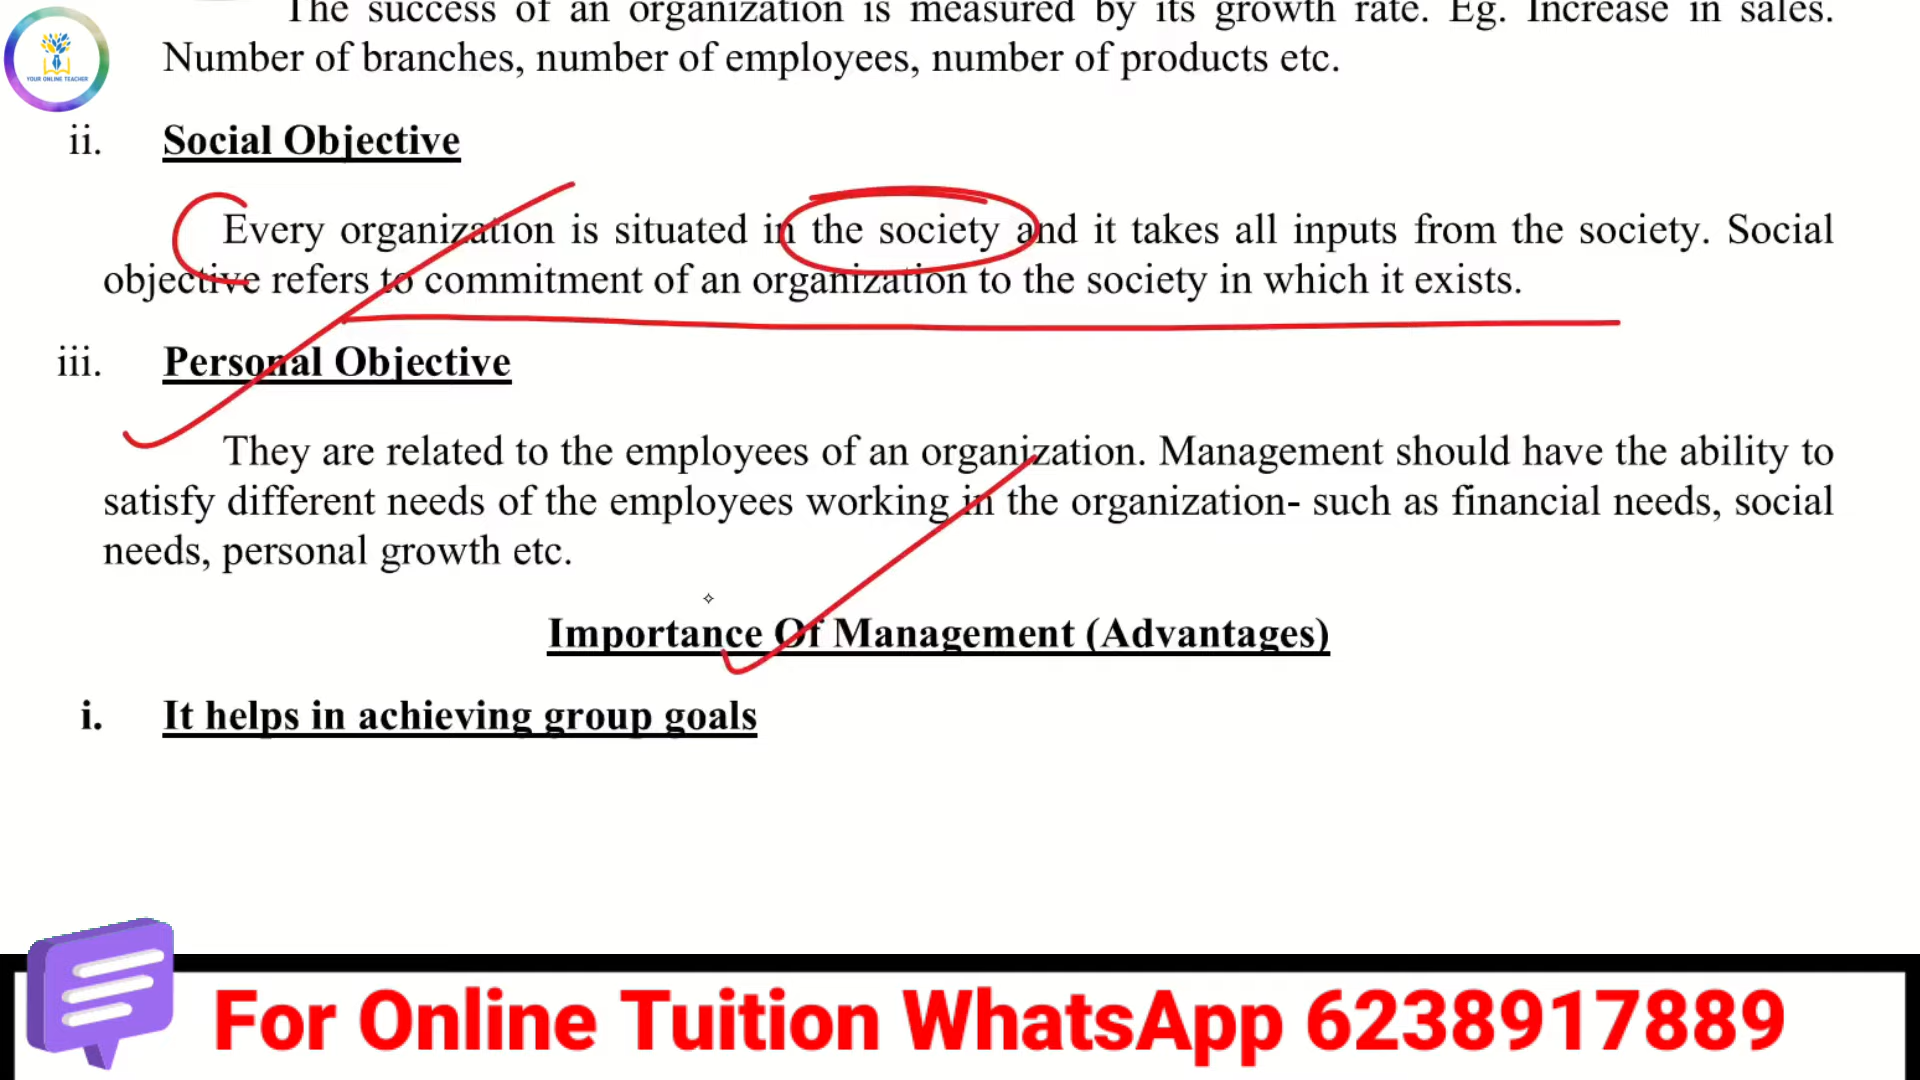 The success of an organization is measured by its growth rate. Eg. Increase in sales.
Number of branches, number of employees, number of products etc.
YOUR ONLINE TEACHER
ii. Social Objective
Every organization is situated in the society and it takes all inputs from the society. Social
objective refers to commitment of an organization to the society in which it exists.
iii. Personal Objective
They are related to the employees of an organization. Management should have the ability to
satisfy different needs of the employees working in the organization- such as financial needs, social
needs, personal growth etc.
Importance Of Management (Advantages)
i. It helps in achieving group goals
For Online Tuition WhatsApp 6238917889